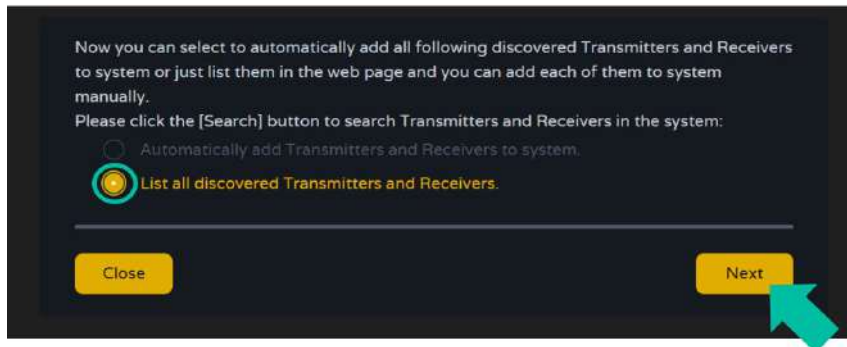 Now you can select to automatically add all following discovered Transmitters and Receivers
to system or just list them in the web page and you can add each of them to system
manually.
Please click the [Search] button to search Transmitters and Receivers in the system:
Automatically add Transmitters and Receivers to system.
List all discovered Transmitters and Receivers.
Close
Next